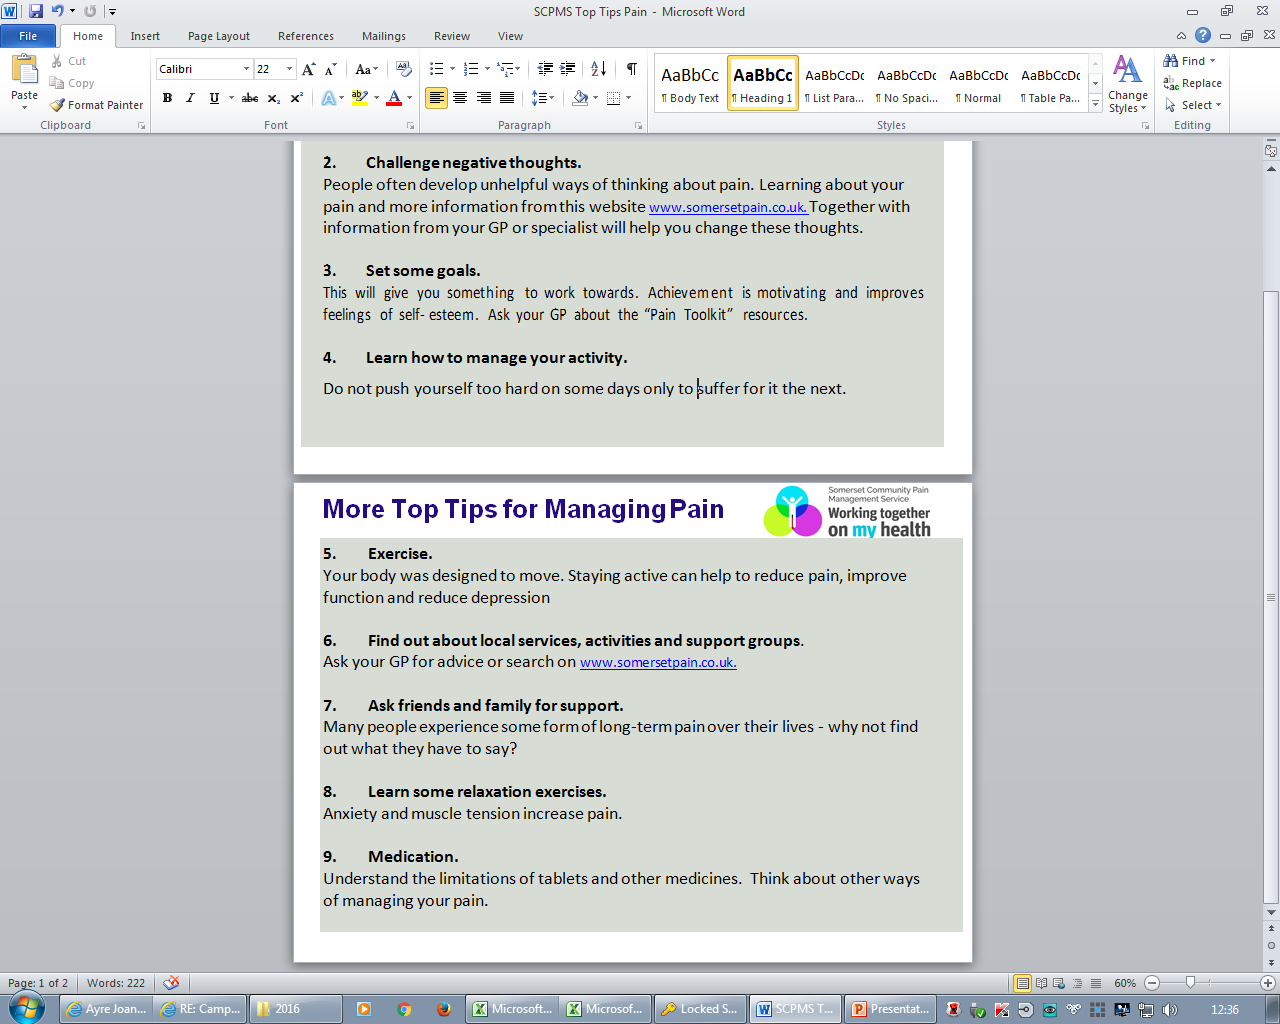 SCPMS Top Tips Pain - Microsoft Word
File Home Insert Page Layout References Mailings Review View
Paste
Cut
Copy
Format Painter
Clipboard
Calibri 22
Font
Paragraph
AaBbCc AaBbCc AaBbCcDc AaBbCcDc AaBbCcDc AaBbCcDc
¶ Body Text ¶ Heading 1 ¶ List Para... ¶ No Spaci... ¶ Normal ¶ Table Pa...
Change Styles
Styles
Find
Replace
Select
Editing
2. Challenge negative thoughts.
People often develop unhelpful ways of thinking about pain. Learning about your
pain and more information from this website www.somersetpain.co.uk. Together with
information from your GP or specialist will help you change these thoughts.
3. Set some goals.
This will give you something to work towards. Achievement is motivating and improves
feelings of self- esteem. Ask your GP about the “Pain Toolkit” resources.
4. Learn how to manage your activity.
Do not push yourself too hard on some days only to suffer for it the next.
More Top Tips for Managing Pain
Somerset Community Pain
Management Service
Working together
on my health
5. Exercise.
Your body was designed to move. Staying active can help to reduce pain, improve
function and reduce depression
6. Find out about local services, activities and support groups.
Ask your GP for advice or search on www.somersetpain.co.uk.
7. Ask friends and family for support.
Many people experience some form of long-term pain over their lives - why not find
out what they have to say?
8. Learn some relaxation exercises.
Anxiety and muscle tension increase pain.
9. Medication.
Understand the limitations of tablets and other medicines. Think about other ways
of managing your pain.
Page: 1 of 2 Words: 222 60%
Ayre Joan... RE: Camp... 2016 Microsoft... Microsof... Locked S... SCPMS T... Presentat... 12:36